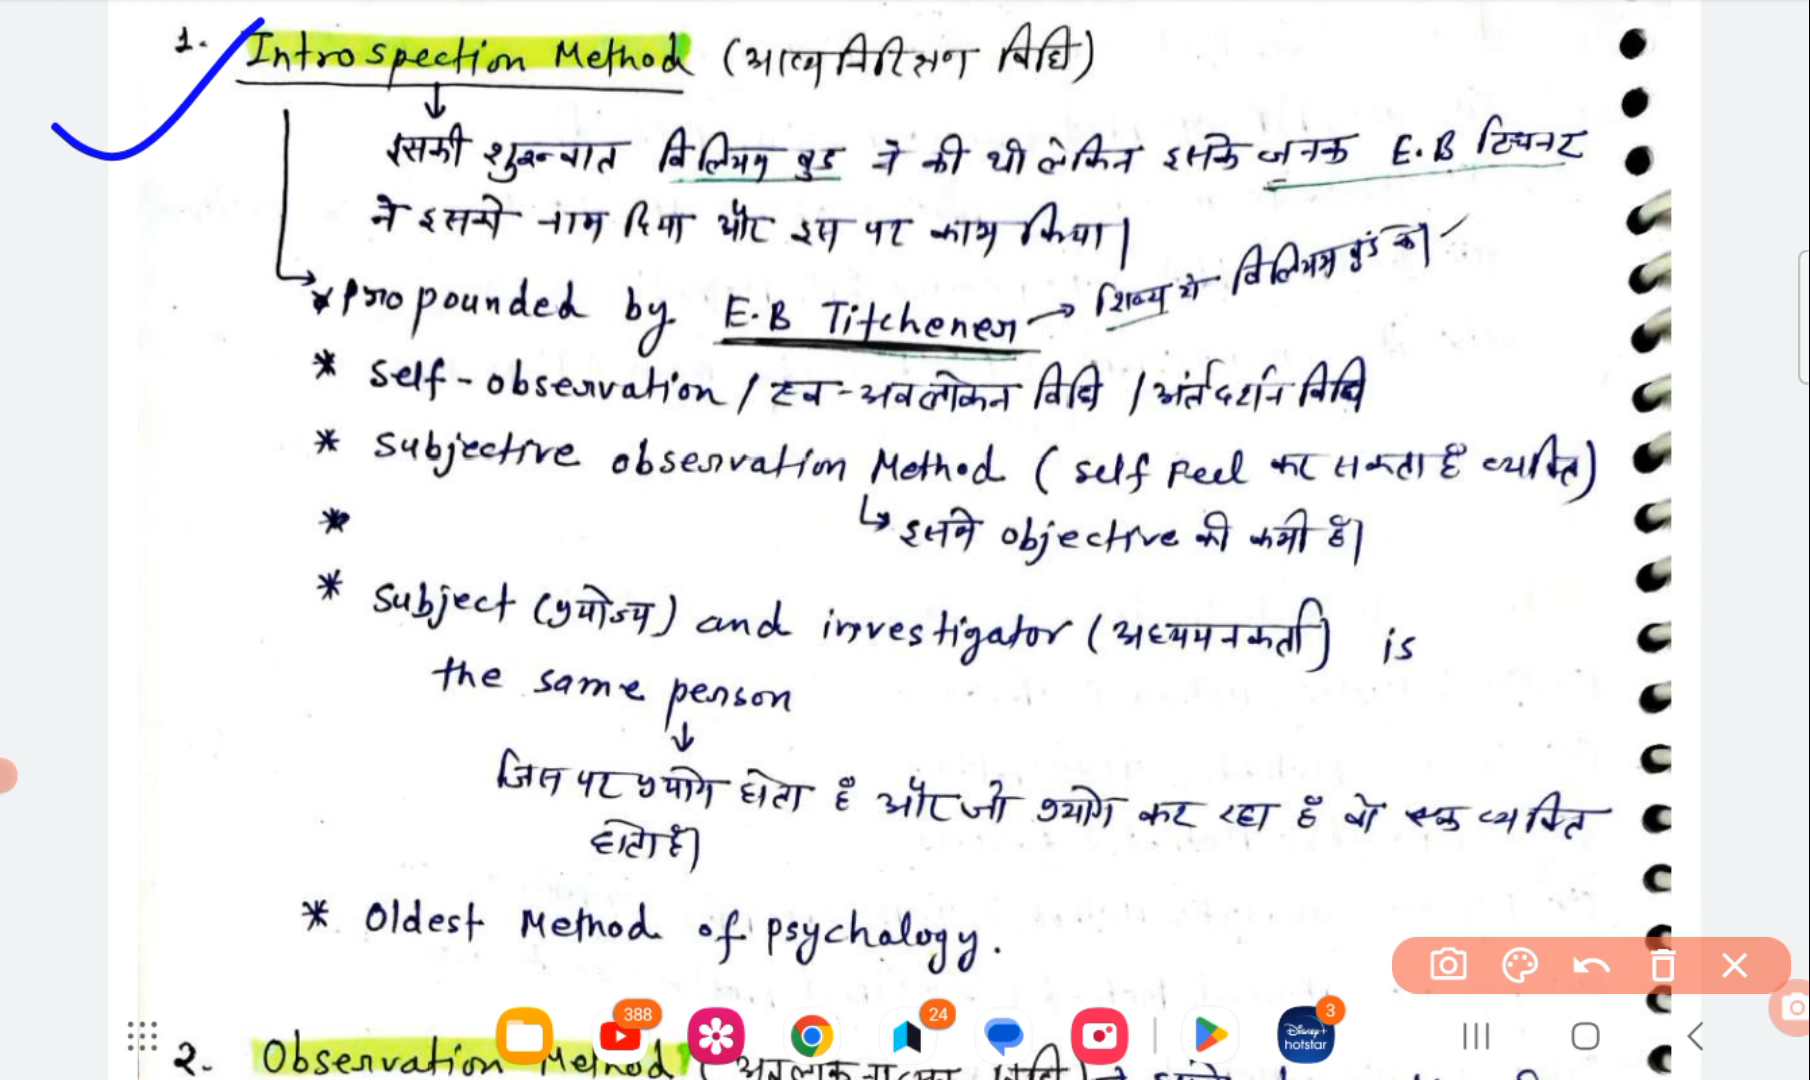 1. Introspection Method (आत्मनिरिक्षण विधि)
इसकी शुरूआत विलियम वुंड ने की थी लेकिन इसके जनक E.B टिचनर
ने इसको नाम दिया और इस पर काम किया।
* Propounded by E.B Titchener → शिष्य थे विलियम वुंड का।
* Self-observation / स्व-अवलोकन विधि / अंर्तदर्शन विधि
* Subjective observation Method ( self Feel कर सकता है व्यक्ति)
* ↳ इसमे objective की कमी है।
* Subject (प्रयोज्य) and investigator (अध्ययनकर्ता) is
the same person
जिस पर प्रयोग होता है और जो प्रयोग कर रहा है वो एक व्यक्ति
होता है।
* Oldest Method of psychology.
388
24
3
Disney+
hotstar
2. Observation Method